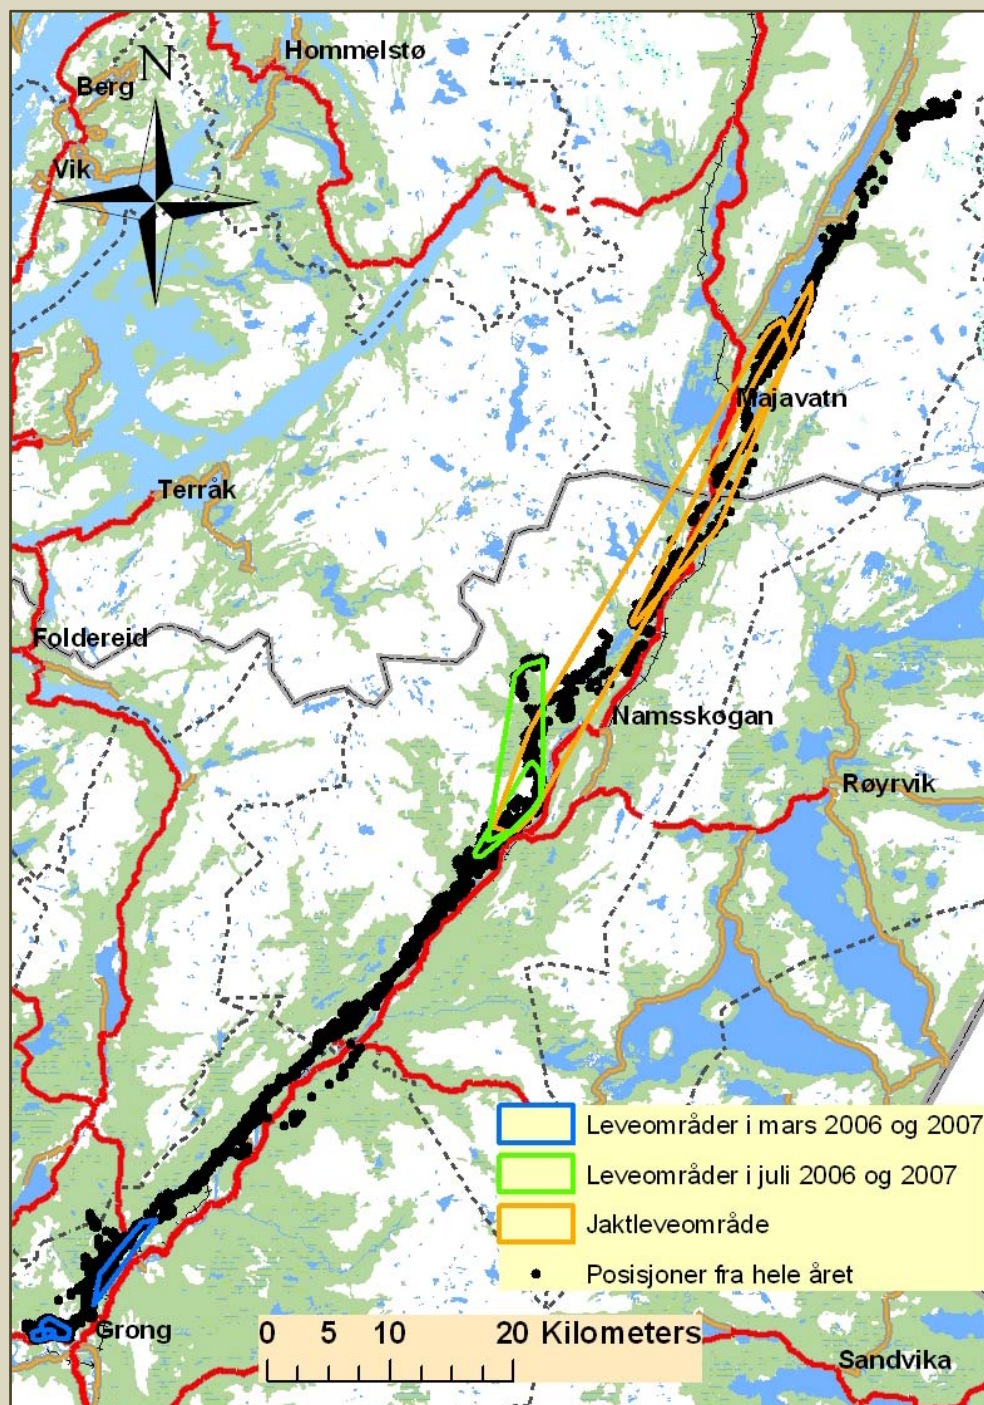 Hommelstø
N
Berg
Vik
Majavatn
Terråk
Foldereid
Namsskogan
Røyrvik
Leveområder i mars 2006 og 2007
Leveområder i juli 2006 og 2007
Jaktleveområde
Posisjoner fra hele året
Grong
0 5 10 20 Kilometers
Sandvika